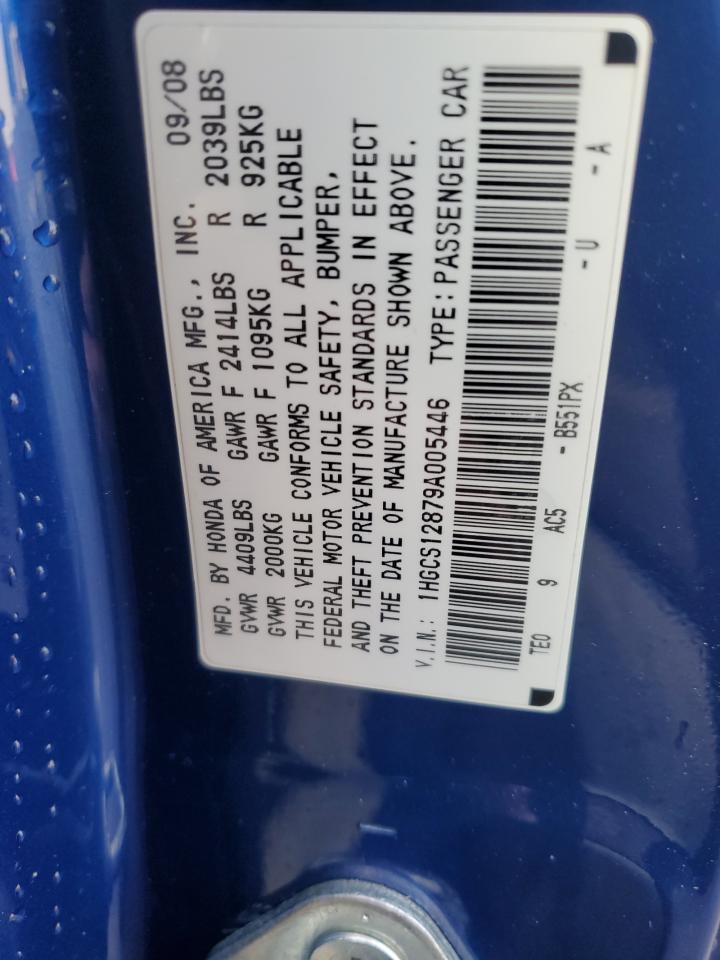 MFD. BY HONDA OF AMERICA MFG., INC. 09/08
GVWR 4409LBS GAWR F 2414LBS R 2039LBS
GVWR 2000KG GAWR F 1095KG R 925KG
THIS VEHICLE CONFORMS TO ALL APPLICABLE
FEDERAL MOTOR VEHICLE SAFETY, BUMPER,
AND THEFT PREVENTION STANDARDS IN EFFECT
ON THE DATE OF MANUFACTURE SHOWN ABOVE.
V.I.N.: 1HGCS12879A005446 TYPE: PASSENGER CAR
TE0 9 AC5 - B551PX - U - A